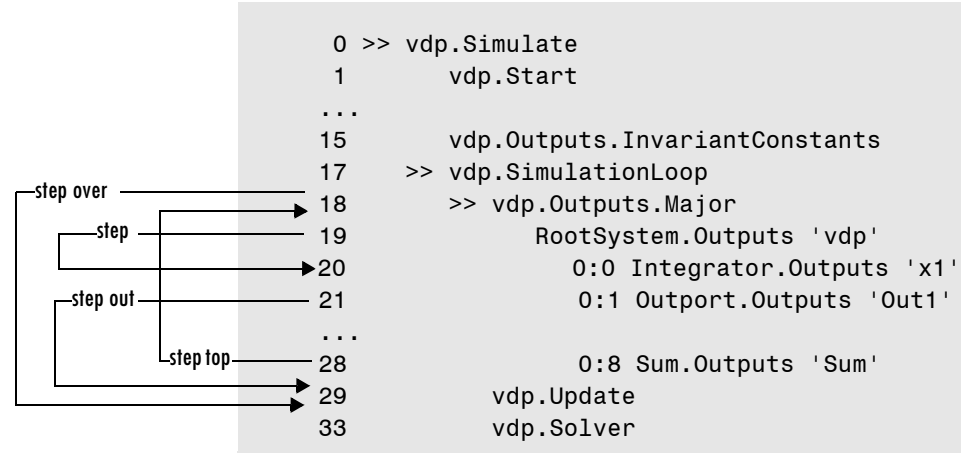 0 >> vdp.Simulate
1 vdp.Start
...
15 vdp.Outputs.InvariantConstants
17 >> vdp.SimulationLoop
step over
18 >> vdp.Outputs.Major
step
19 RootSystem.Outputs 'vdp'
20 0:0 Integrator.Outputs 'x1'
step out
21 0:1 Outport.Outputs 'Out1'
...
step top
28 0:8 Sum.Outputs 'Sum'
29 vdp.Update
33 vdp.Solver